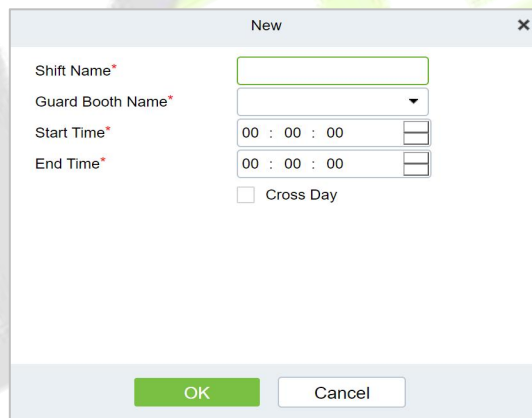 New
Shift Name*
Guard Booth Name*
Start Time* 00 : 00 : 00
End Time* 00 : 00 : 00
Cross Day
OK Cancel